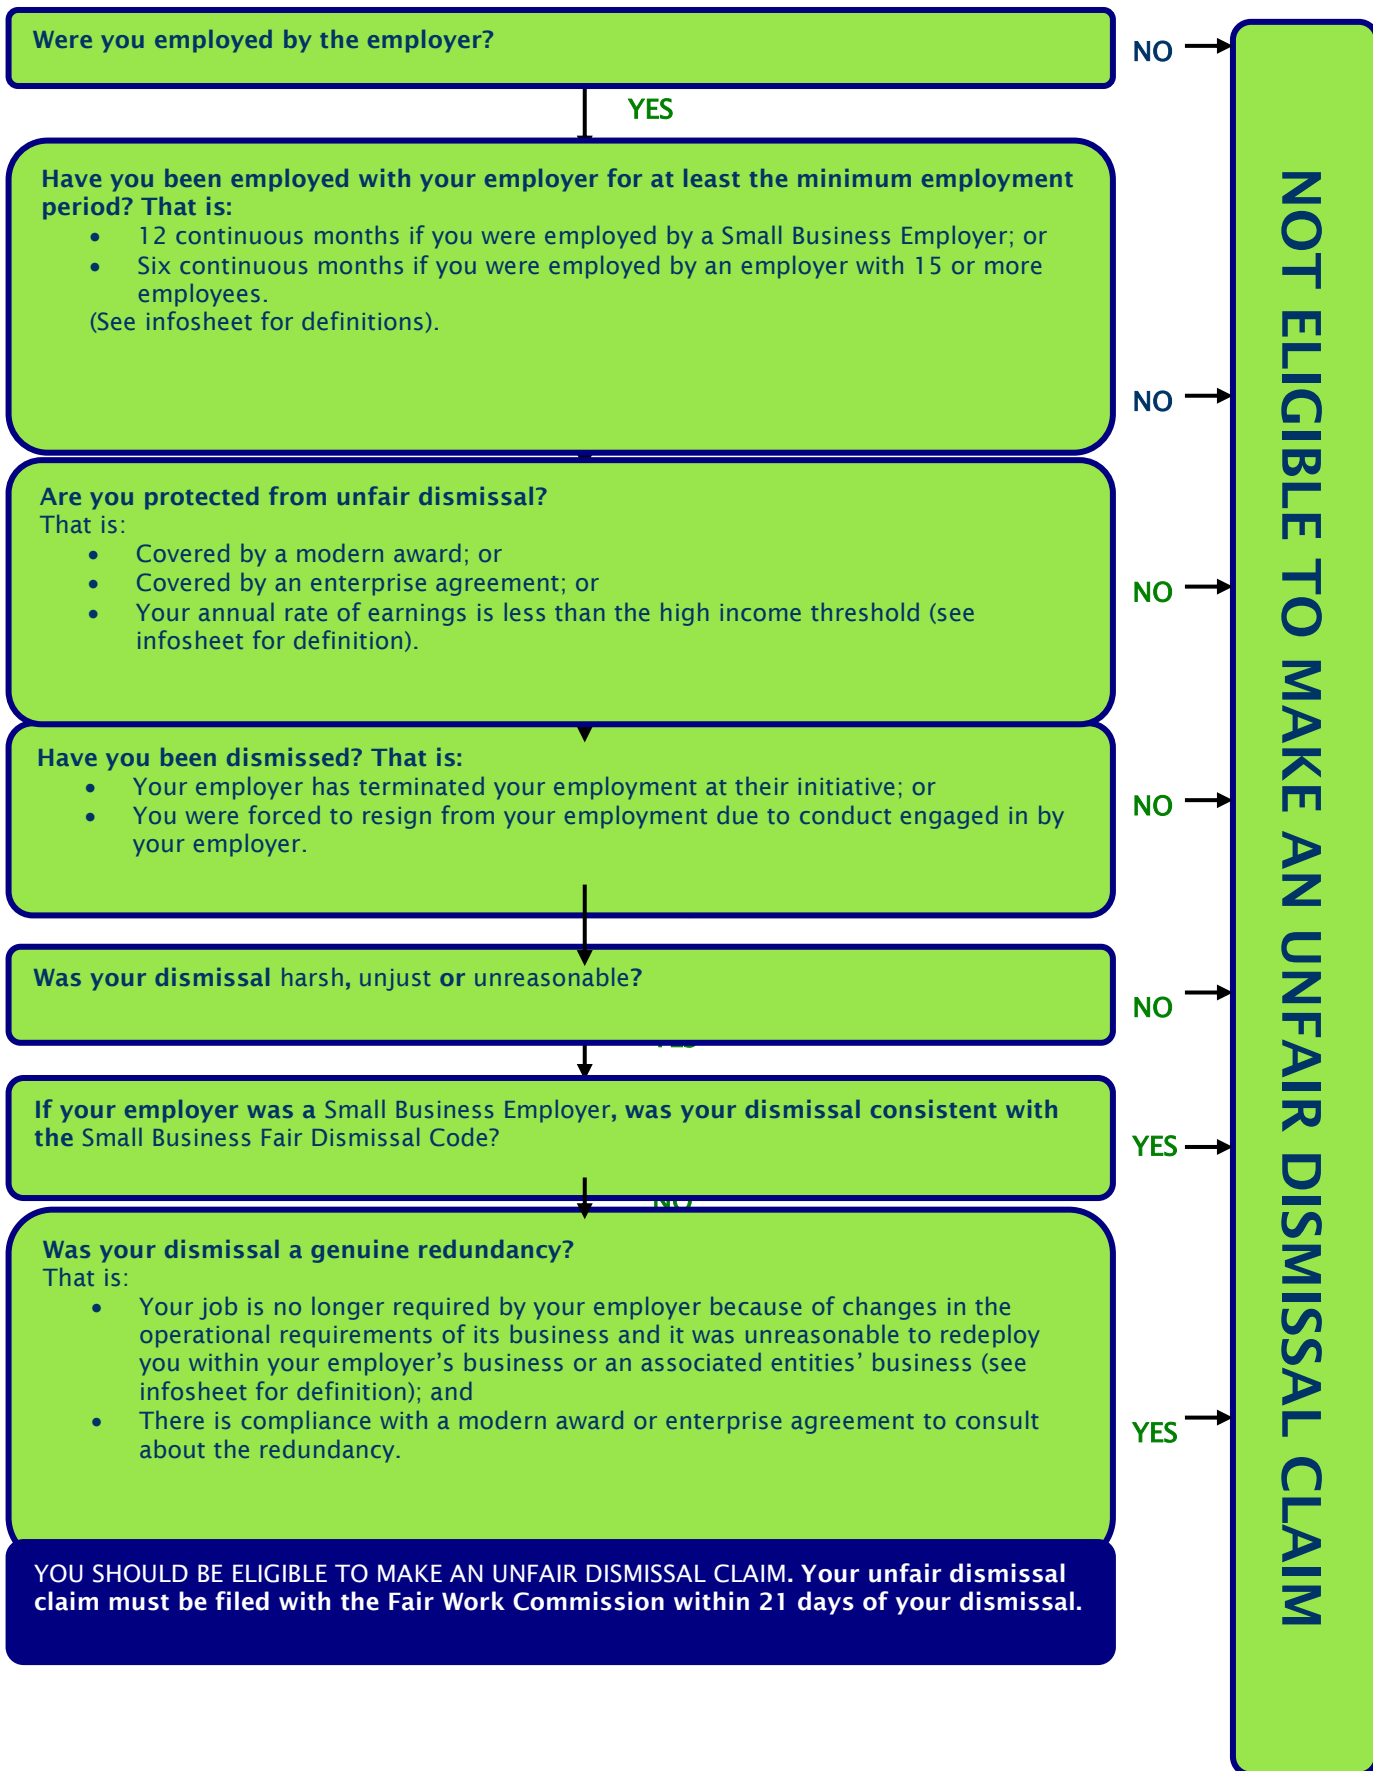 Were you employed by the employer?
NO
YES
Have you been employed with your employer for at least the minimum employment
period? That is:
• 12 continuous months if you were employed by a Small Business Employer; or
• Six continuous months if you were employed by an employer with 15 or more
employees.
(See infosheet for definitions).
NO
Are you protected from unfair dismissal?
That is:
• Covered by a modern award; or
• Covered by an enterprise agreement; or
• Your annual rate of earnings is less than the high income threshold (see
infosheet for definition).
NO
Have you been dismissed? That is:
• Your employer has terminated your employment at their initiative; or
• You were forced to resign from your employment due to conduct engaged in by
your employer.
NO
Was your dismissal harsh, unjust or unreasonable?
NO
If your employer was a Small Business Employer, was your dismissal consistent with
the Small Business Fair Dismissal Code?
YES
NO
Was your dismissal a genuine redundancy?
That is:
• Your job is no longer required by your employer because of changes in the
operational requirements of its business and it was unreasonable to redeploy
you within your employer’s business or an associated entities’ business (see
infosheet for definition); and
• There is compliance with a modern award or enterprise agreement to consult
about the redundancy.
YES
YOU SHOULD BE ELIGIBLE TO MAKE AN UNFAIR DISMISSAL CLAIM. Your unfair dismissal
claim must be filed with the Fair Work Commission within 21 days of your dismissal.
NOT ELIGIBLE TO MAKE AN UNFAIR DISMISSAL CLAIM